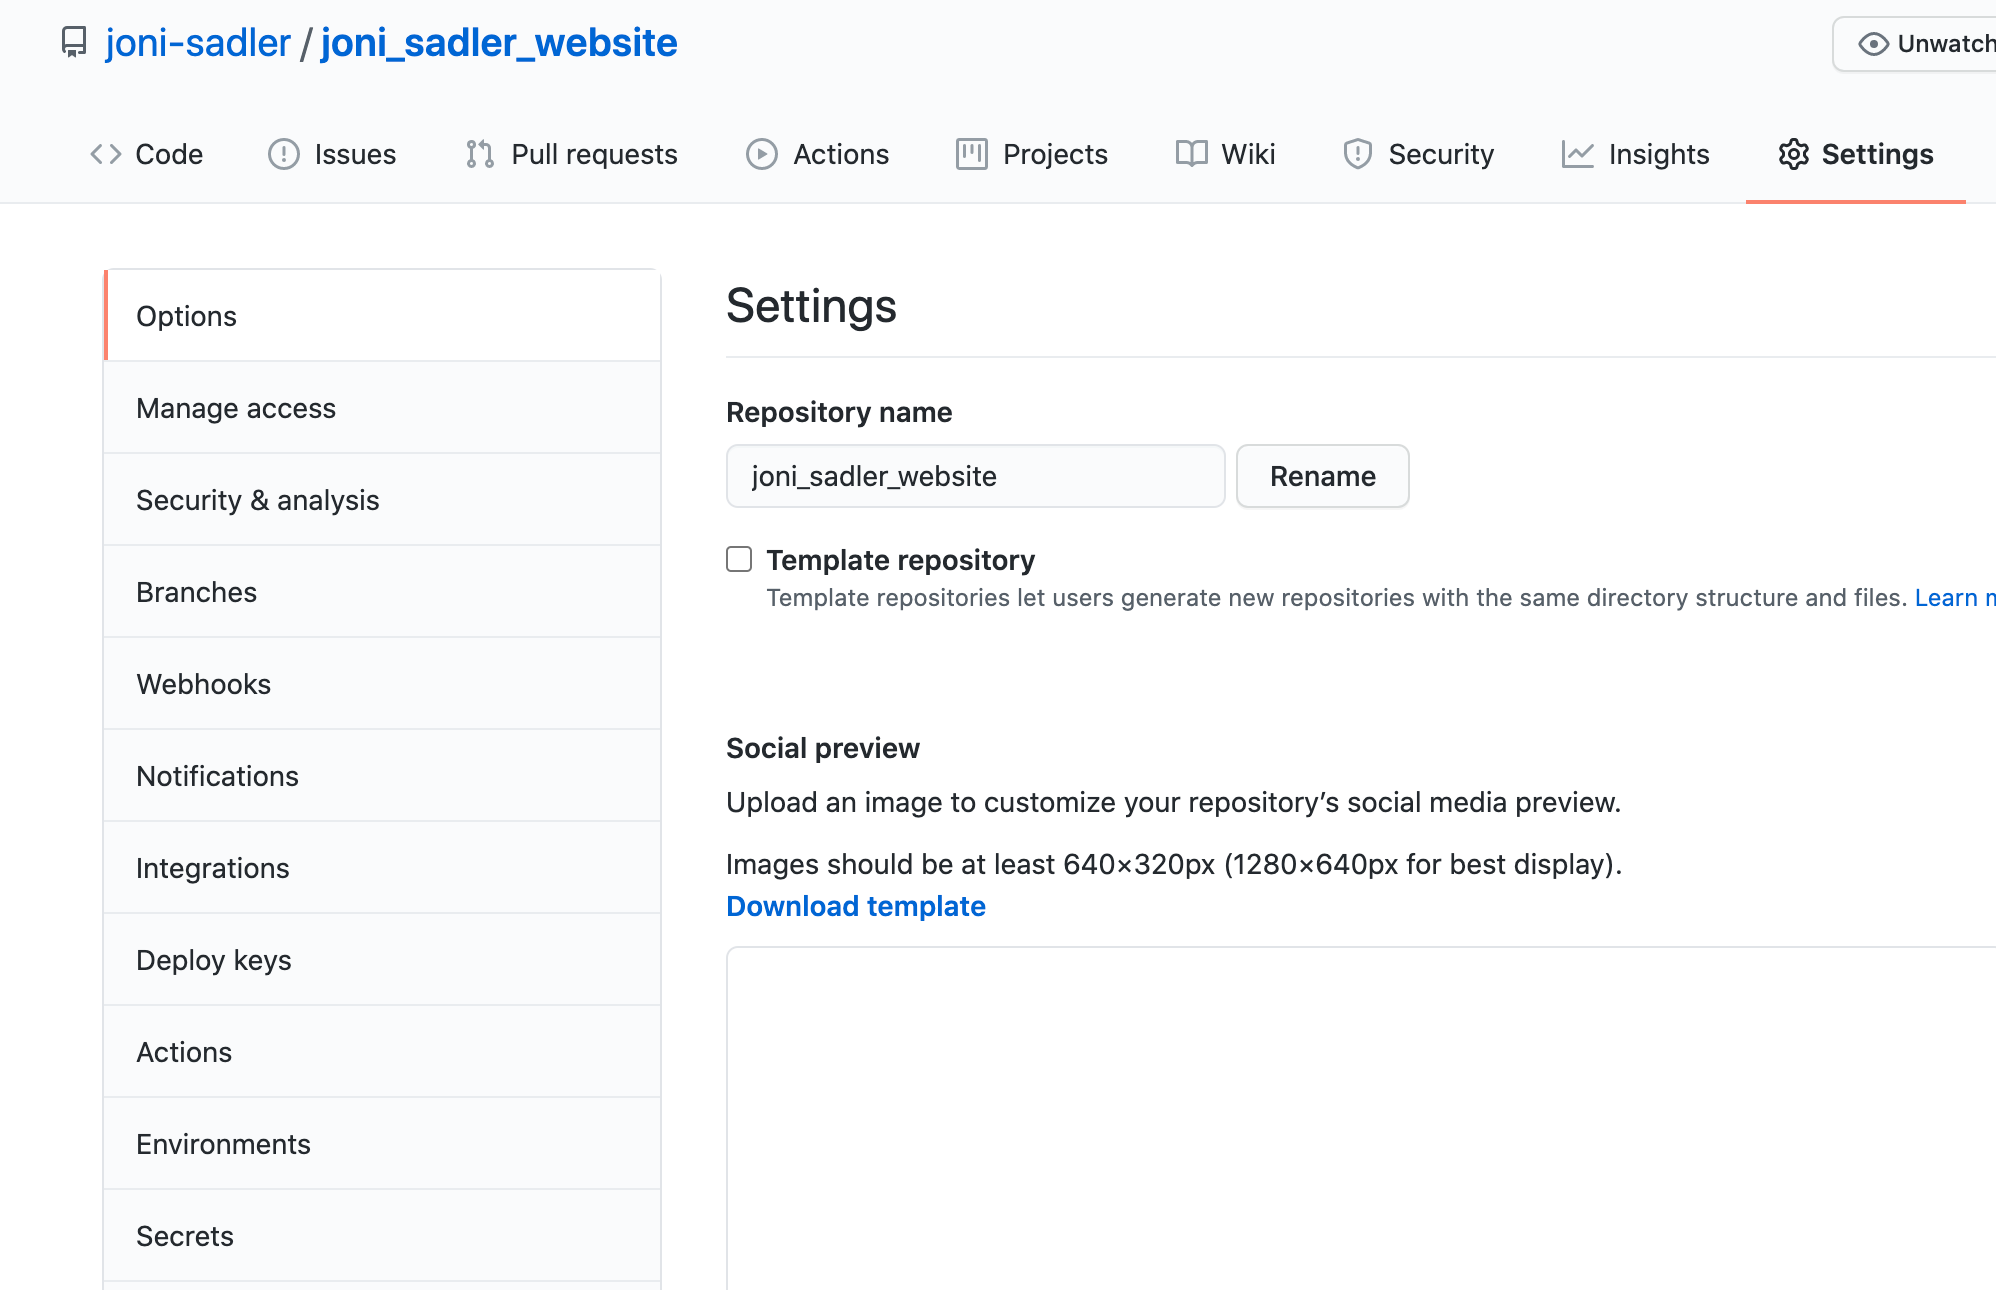 joni-sadler / joni_sadler_website
Unwatch
Code Issues Pull requests Actions Projects Wiki Security Insights Settings
Options
Manage access
Security & analysis
Branches
Webhooks
Notifications
Integrations
Deploy keys
Actions
Environments
Secrets
Settings
Repository name
joni_sadler_website Rename
Template repository
Template repositories let users generate new repositories with the same directory structure and files. Learn
Social preview
Upload an image to customize your repository’s social media preview.
Images should be at least 640×320px (1280×640px for best display).
Download template